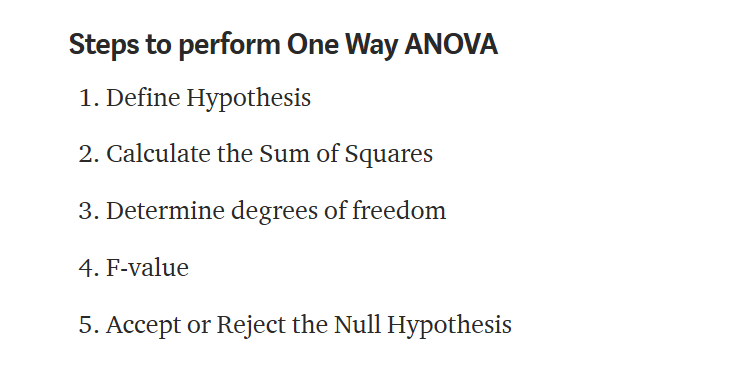 Steps to perform One Way ANOVA
1. Define Hypothesis
2. Calculate the Sum of Squares
3. Determine degrees of freedom
4. F-value
5. Accept or Reject the Null Hypothesis